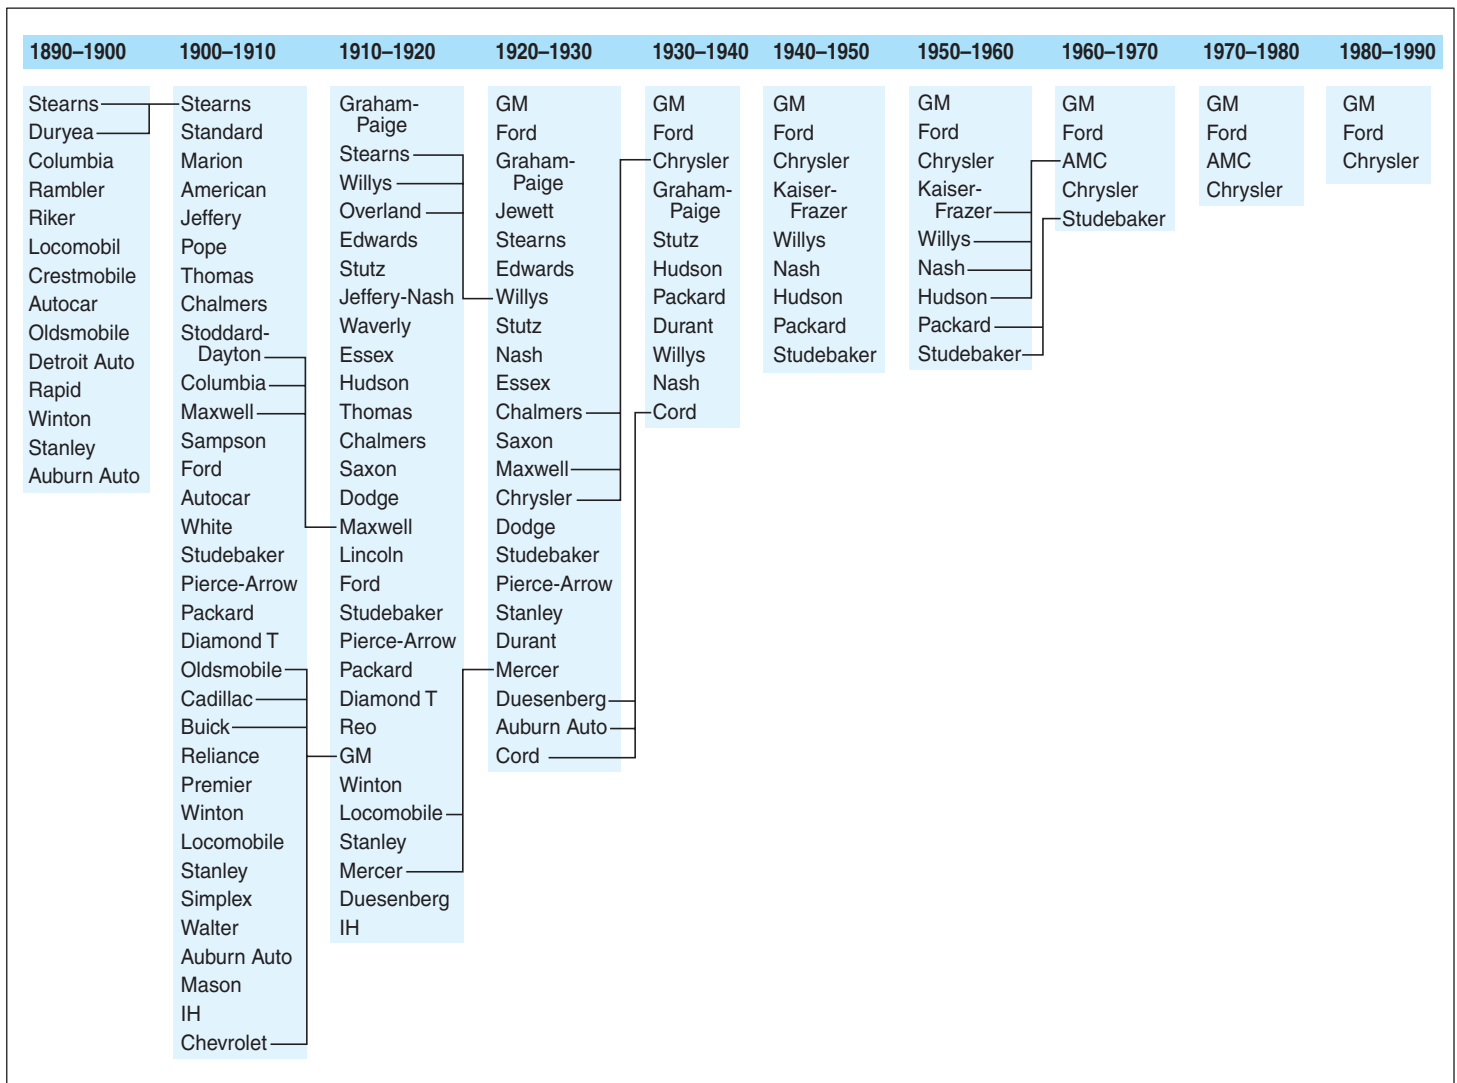 1890–1900 1900–1910 1910–1920 1920–1930 1930–1940 1940–1950 1950–1960 1960–1970 1970–1980 1980–1990
Stearns
Duryea
Columbia
Rambler
Riker
Locomobil
Crestmobile
Autocar
Oldsmobile
Detroit Auto
Rapid
Winton
Stanley
Auburn Auto
Stearns
Standard
Marion
American
Jeffery
Pope
Thomas
Chalmers
Stoddard-
Dayton
Columbia
Maxwell
Sampson
Ford
Autocar
White
Studebaker
Pierce-Arrow
Packard
Diamond T
Oldsmobile
Cadillac
Buick
Reliance
Premier
Winton
Locomobile
Stanley
Simplex
Walter
Auburn Auto
Mason
IH
Chevrolet
Graham-
Paige
Stearns
Willys
Overland
Edwards
Stutz
Jeffery-Nash
Waverly
Essex
Hudson
Thomas
Chalmers
Saxon
Dodge
Maxwell
Lincoln
Ford
Studebaker
Pierce-Arrow
Packard
Diamond T
Reo
GM
Winton
Locomobile
Stanley
Mercer
Duesenberg
IH
GM
Ford
Graham-
Paige
Jewett
Stearns
Edwards
Willys
Stutz
Nash
Essex
Chalmers
Saxon
Maxwell
Chrysler
Dodge
Studebaker
Pierce-Arrow
Stanley
Durant
Mercer
Duesenberg
Auburn Auto
Cord
GM
Ford
Chrysler
Graham-
Paige
Stutz
Hudson
Packard
Durant
Willys
Nash
Cord
GM
Ford
Chrysler
Kaiser-
Frazer
Willys
Nash
Hudson
Packard
Studebaker
GM
Ford
Chrysler
Kaiser-
Frazer
Willys
Nash
Hudson
Packard
Studebaker
GM
Ford
AMC
Chrysler
Studebaker
GM
Ford
AMC
Chrysler
GM
Ford
Chrysler